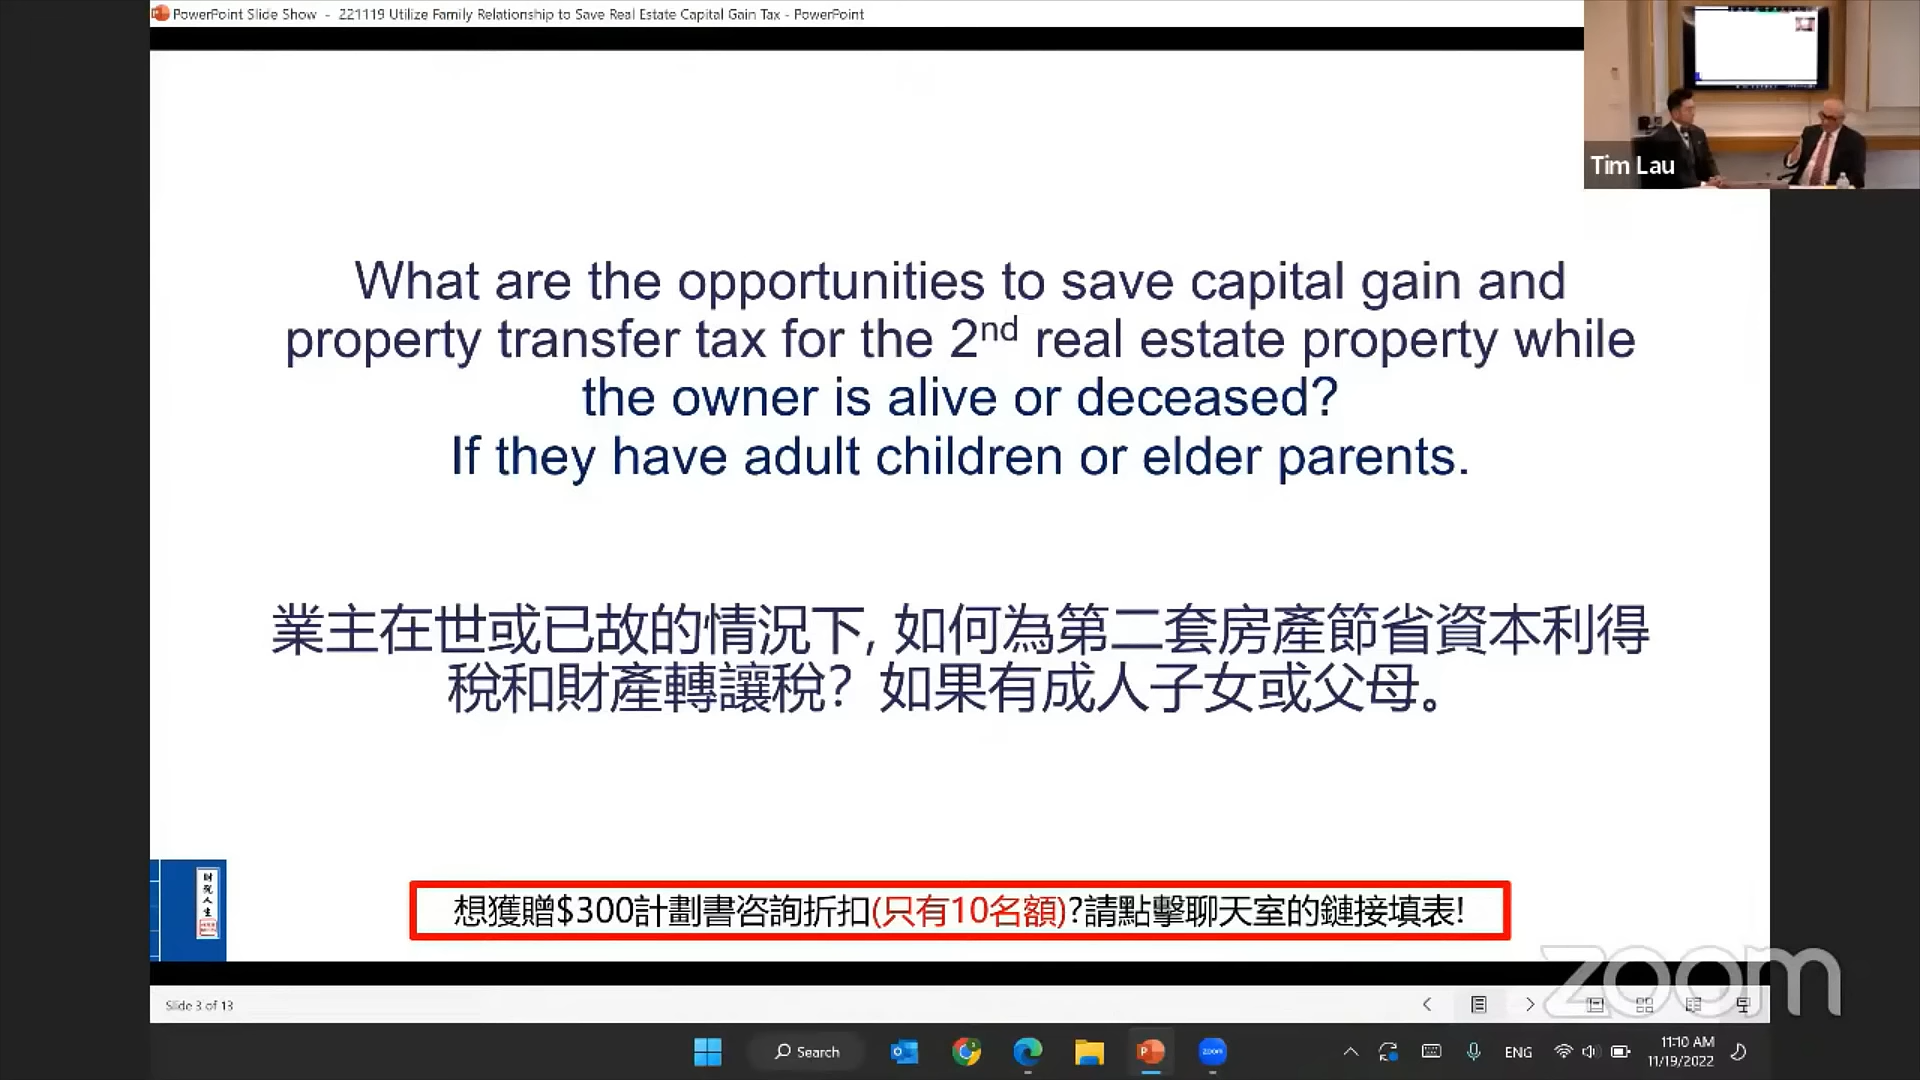 PowerPoint Slide Show - 221119 Utilize Family Relationship to Save Real Estate Capital Gain Tax - PowerPoint
Tim Lau
What are the opportunities to save capital gain and
property transfer tax for the 2nd real estate property while
the owner is alive or deceased?
If they have adult children or elder parents.
業主在世或已故的情況下, 如何為第二套房產節省資本利得
稅和財產轉讓稅? 如果有成人子女或父母。
財稅人生
想獲贈$300計劃書咨詢折扣(只有10名額)?請點擊聊天室的鏈接填表!
zoom
Slide 3 of 13
Search
zoom
ENG
11:10 AM
11/19/2022